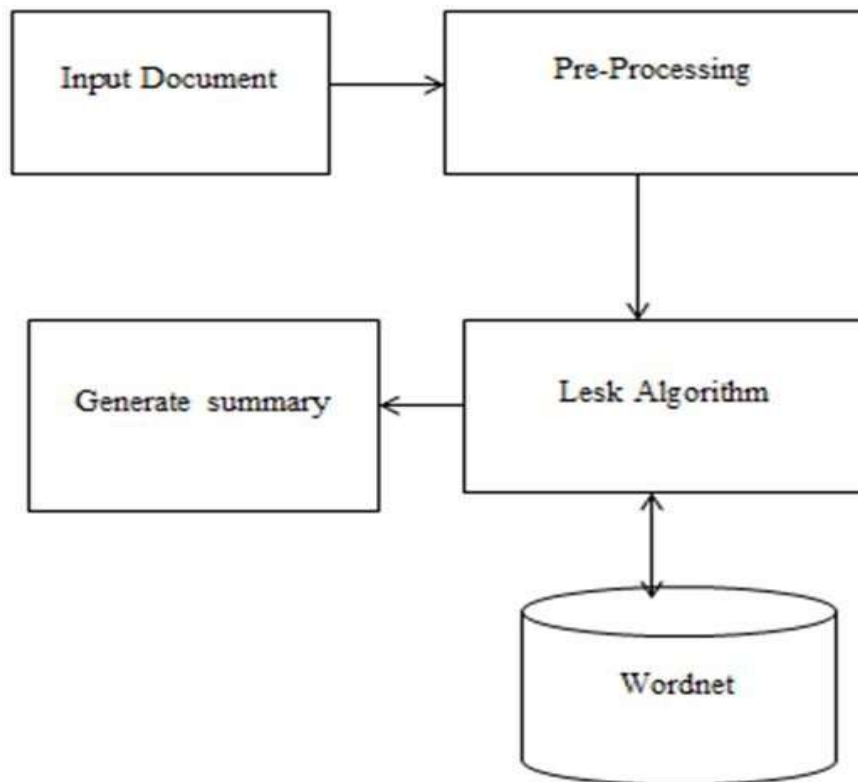 Input Document
Pre-Processing
Lesk Algorithm
Generate summary
Wordnet